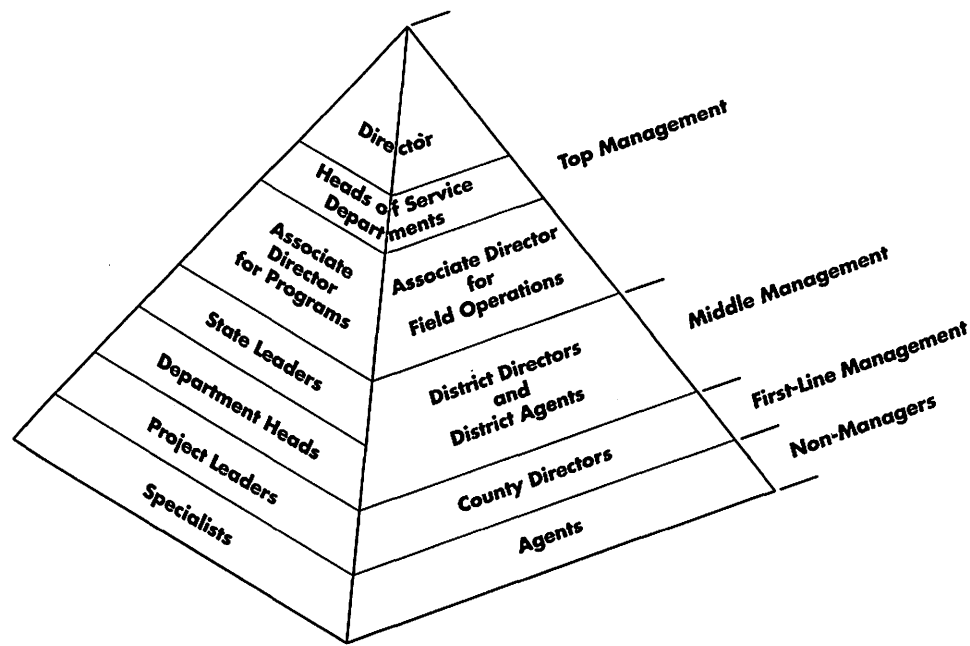 Director
Heads of Service
Departments
Associate
Director
for Programs
Associate Director
for
Field Operations
State Leaders
Department Heads
District Directors
and
District Agents
Project Leaders
County Directors
Specialists
Agents
Top Management
Middle Management
First-Line Management
Non-Managers